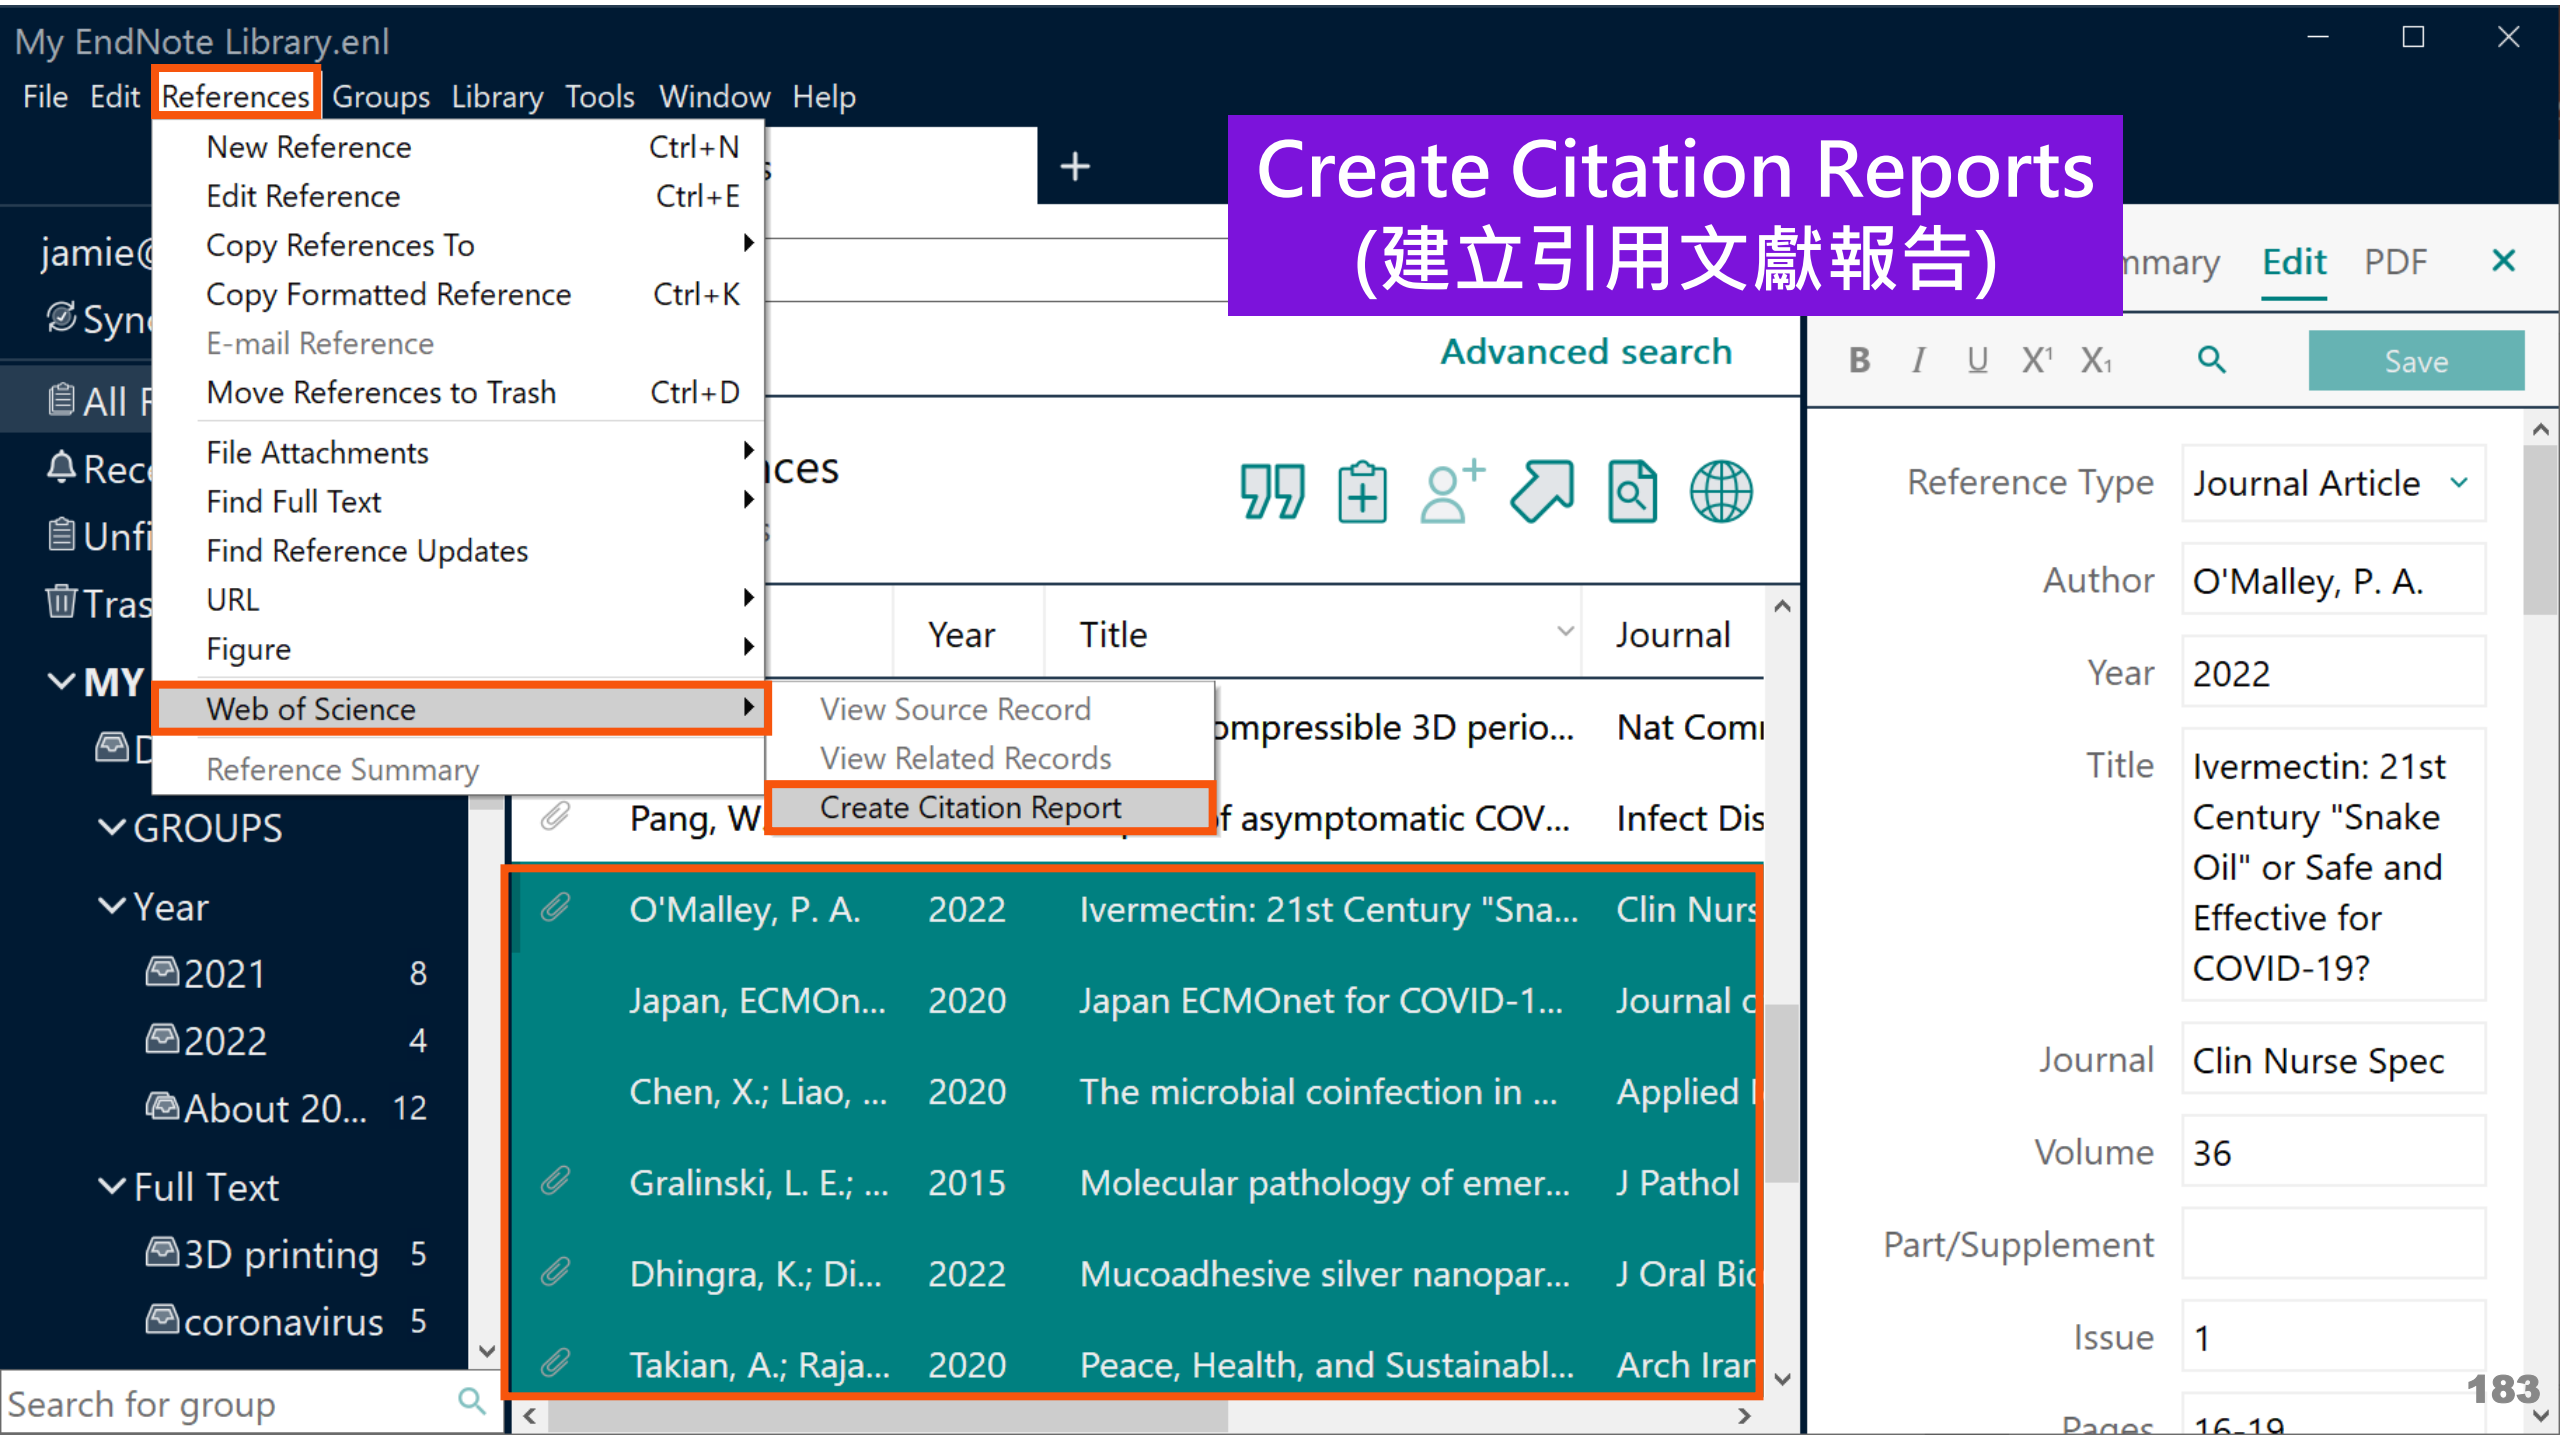 My EndNote Library.enl
File Edit References Groups Library Tools Window Help
New Reference Ctrl+N
Edit Reference Ctrl+E
Copy References To
Copy Formatted Reference Ctrl+K
E-mail Reference
Move References to Trash Ctrl+D
File Attachments
Find Full Text
Find Reference Updates
URL
Figure
Web of Science
Reference Summary
View Source Record
View Related Records
Create Citation Report
Create Citation Reports
(建立引用文獻報告)
jamie@
All
MY
GROUPS
Year
2021 8
2022 4
About 20... 12
Full Text
3D printing 5
coronavirus 5
Search for group
Advanced search
Year Title Journal
ompressible 3D perio... Nat Com
Pang, W f asymptomatic COV... Infect Dis
O'Malley, P. A. 2022 Ivermectin: 21st Century "Sna... Clin Nurs
Japan, ECMOn... 2020 Japan ECMOnet for COVID-1... Journal
Chen, X.; Liao, ... 2020 The microbial coinfection in ... Applied
Gralinski, L. E.; ... 2015 Molecular pathology of emer... J Pathol
Dhingra, K.; Di... 2022 Mucoadhesive silver nanopar... J Oral
Takian, A.; Raja... 2020 Peace, Health, and Sustainabl... Arch Iran
mmary Edit PDF
B I U X¹ X₁ Save
Reference Type Journal Article
Author O'Malley, P. A.
Year 2022
Title Ivermectin: 21st
Century "Snake
Oil" or Safe and
Effective for
COVID-19?
Journal Clin Nurse Spec
Volume 36
Part/Supplement
Issue 1
Pages 16-19
183